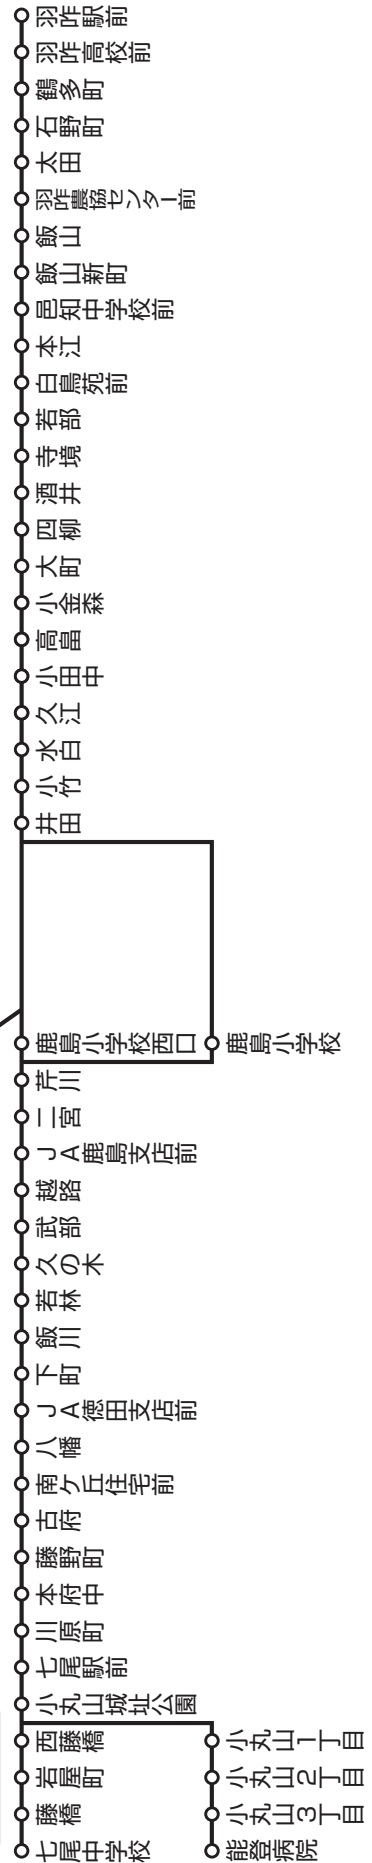 羽咋駅前
羽咋高校前
鶴多町
石野町
太田
羽咋農協センター前
飯山
飯山新町
邑知中学校前
本江
白鳥苑前
若部
寺境
酒井
四柳
大町
小金森
高畠
小田中
久江
水白
小竹
井田
鹿島小学校西口
鹿島小学校
芹川
二宮
JA鹿島支店前
越路
武部
久の木
若林
飯川
下町
JA徳田支店前
八幡
南ケ丘住宅前
古府
藤野町
本府中
川原町
七尾駅前
小丸山城址公園
西藤橋
岩屋町
藤橋
七尾中学校
小丸山1丁目
小丸山2丁目
小丸山3丁目
能登病院